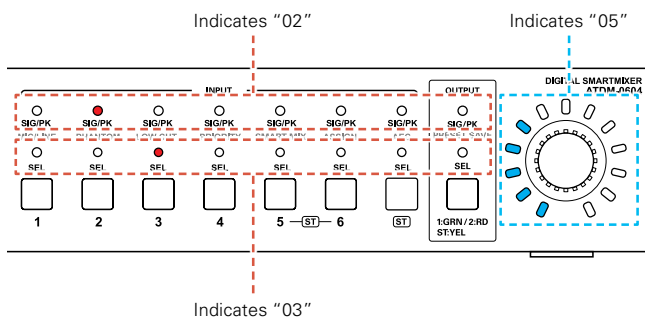 Indicates “02”
Indicates “05”
INPUT
OUTPUT
DIGITAL SMARTMIXER
ATDM-0604
SIG/PK SIG/PK SIG/PK SIG/PK SIG/PK SIG/PK SIG/PK SIG/PK
SEL SEL SEL SEL SEL SEL SEL SEL
1 2 3 4 5 ST 6 ST
1:GRN / 2:RD
ST:YEL
Indicates “03”